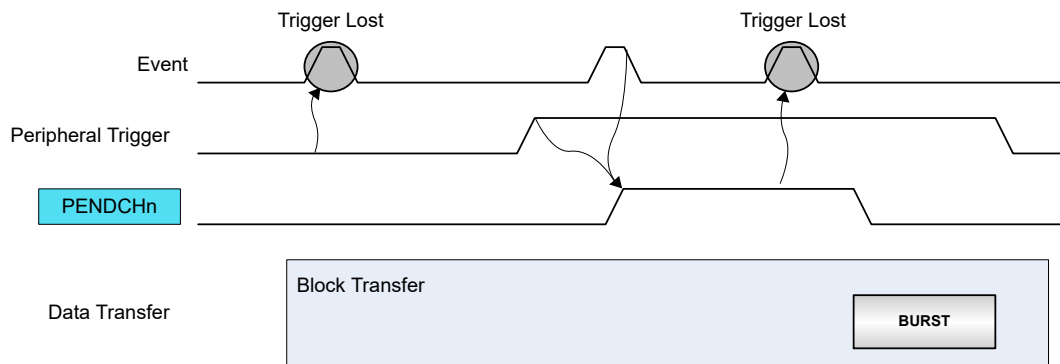 Trigger Lost
Trigger Lost
Event
Peripheral Trigger
PENDCHn
Block Transfer
Data Transfer
BURST